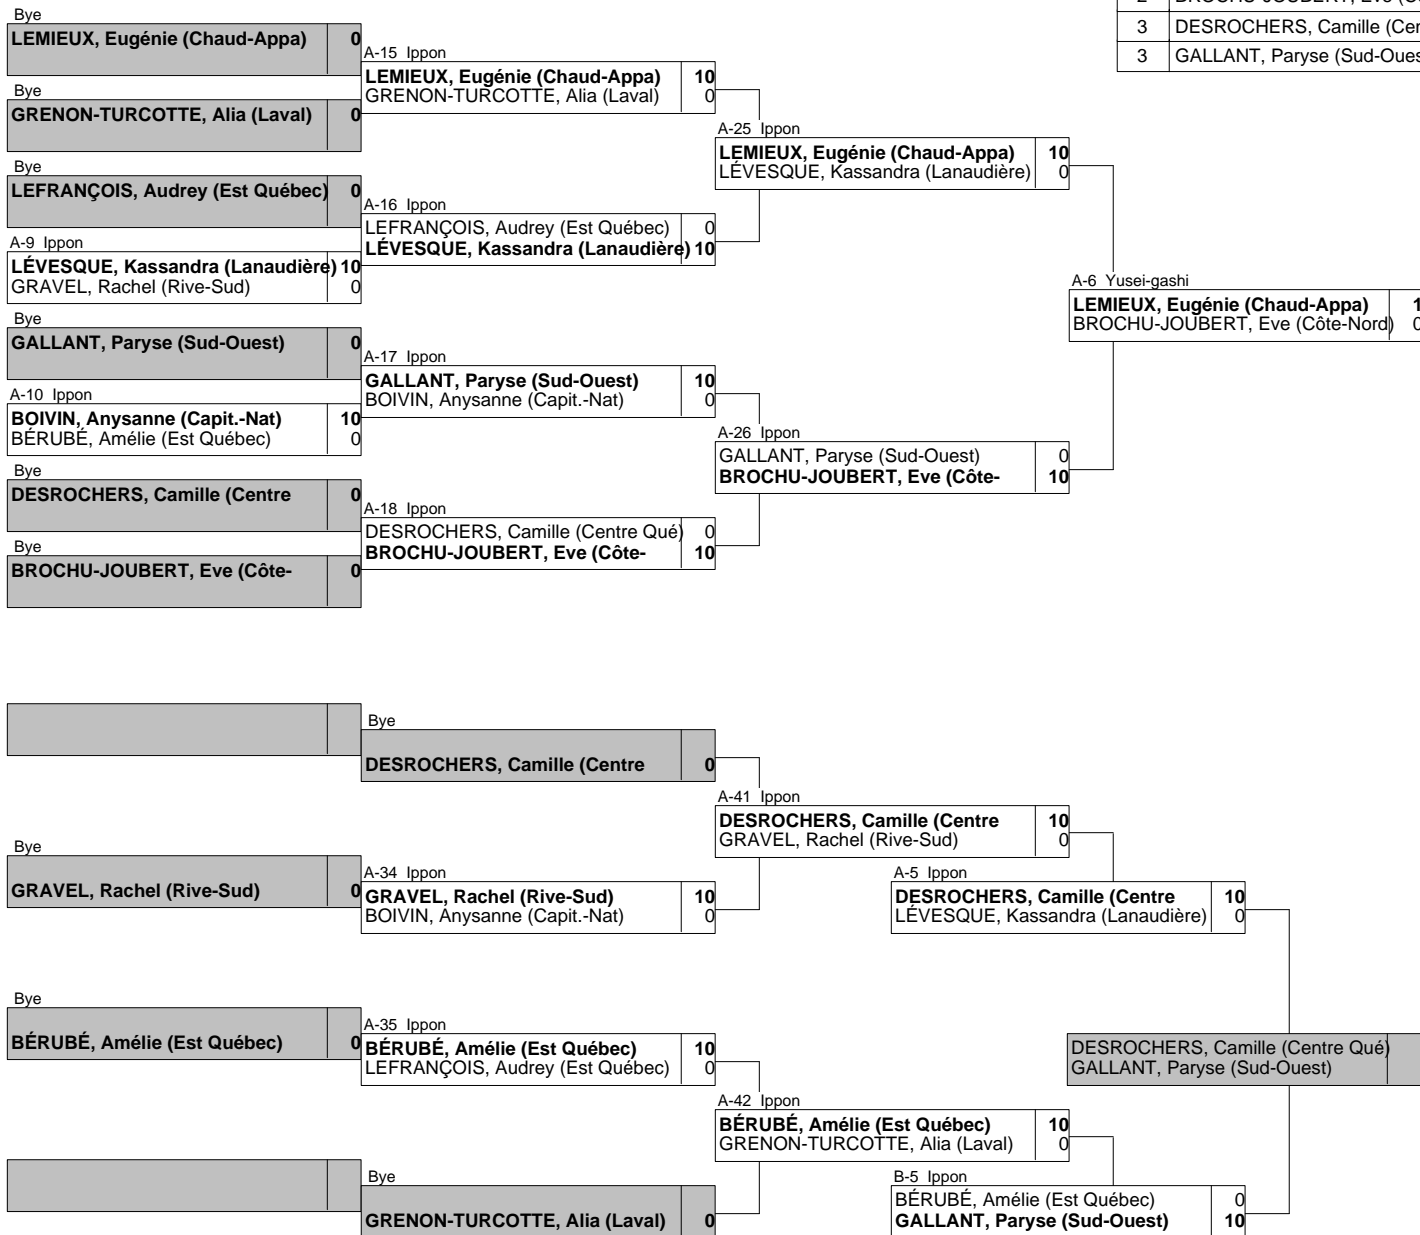 Bye
LEMIEUX, Eugénie (Chaud-Appa) 0
Bye
GRENON-TURCOTTE, Alia (Laval) 0
Bye
LEFRANÇOIS, Audrey (Est Québec) 0
A-9 Ippon
LÉVESQUE, Kassandra (Lanaudière) 10
GRAVEL, Rachel (Rive-Sud) 0
Bye
GALLANT, Paryse (Sud-Ouest) 0
A-10 Ippon
BOIVIN, Anysanne (Capit.-Nat) 10
BÉRUBÉ, Amélie (Est Québec) 0
Bye
DESROCHERS, Camille (Centre 0
Bye
BROCHU-JOUBERT, Eve (Côte- 0
A-15 Ippon
LEMIEUX, Eugénie (Chaud-Appa) 10
GRENON-TURCOTTE, Alia (Laval) 0
A-16 Ippon
LEFRANÇOIS, Audrey (Est Québec) 0
LÉVESQUE, Kassandra (Lanaudière) 10
A-17 Ippon
GALLANT, Paryse (Sud-Ouest) 10
BOIVIN, Anysanne (Capit.-Nat) 0
A-18 Ippon
DESROCHERS, Camille (Centre Qué) 0
BROCHU-JOUBERT, Eve (Côte- 10
A-25 Ippon
LEMIEUX, Eugénie (Chaud-Appa) 10
LÉVESQUE, Kassandra (Lanaudière) 0
A-26 Ippon
GALLANT, Paryse (Sud-Ouest) 0
BROCHU-JOUBERT, Eve (Côte- 10
A-6 Yusei-gashi
LEMIEUX, Eugénie (Chaud-Appa) 1
BROCHU-JOUBERT, Eve (Côte-Nord) 0
3 DESROCHERS, Camille (Cen
3 GALLANT, Paryse (Sud-Oues
Bye
DESROCHERS, Camille (Centre 0
Bye
GRAVEL, Rachel (Rive-Sud) 0
A-34 Ippon
GRAVEL, Rachel (Rive-Sud) 10
BOIVIN, Anysanne (Capit.-Nat) 0
A-41 Ippon
DESROCHERS, Camille (Centre 10
GRAVEL, Rachel (Rive-Sud) 0
A-5 Ippon
DESROCHERS, Camille (Centre 10
LÉVESQUE, Kassandra (Lanaudière) 0
Bye
BÉRUBÉ, Amélie (Est Québec) 0
A-35 Ippon
BÉRUBÉ, Amélie (Est Québec) 10
LEFRANÇOIS, Audrey (Est Québec) 0
Bye
GRENON-TURCOTTE, Alia (Laval) 0
A-42 Ippon
BÉRUBÉ, Amélie (Est Québec) 10
GRENON-TURCOTTE, Alia (Laval) 0
B-5 Ippon
BÉRUBÉ, Amélie (Est Québec) 0
GALLANT, Paryse (Sud-Ouest) 10
DESROCHERS, Camille (Centre Qué)
GALLANT, Paryse (Sud-Ouest)